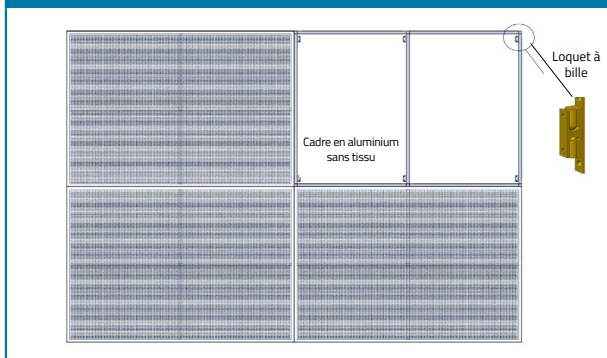 Loquet à
bille
Cadre en aluminium
sans tissu